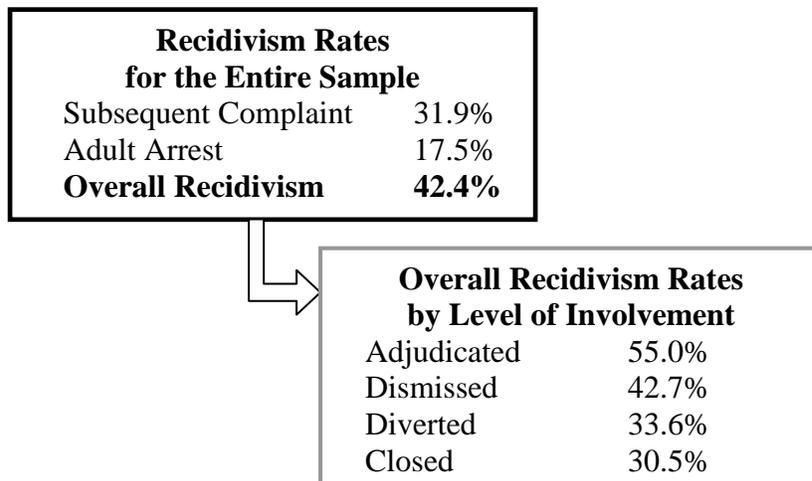 Recidivism Rates
for the Entire Sample
Subsequent Complaint 31.9%
Adult Arrest 17.5%
Overall Recidivism 42.4%
Overall Recidivism Rates
by Level of Involvement
Adjudicated 55.0%
Dismissed 42.7%
Diverted 33.6%
Closed 30.5%